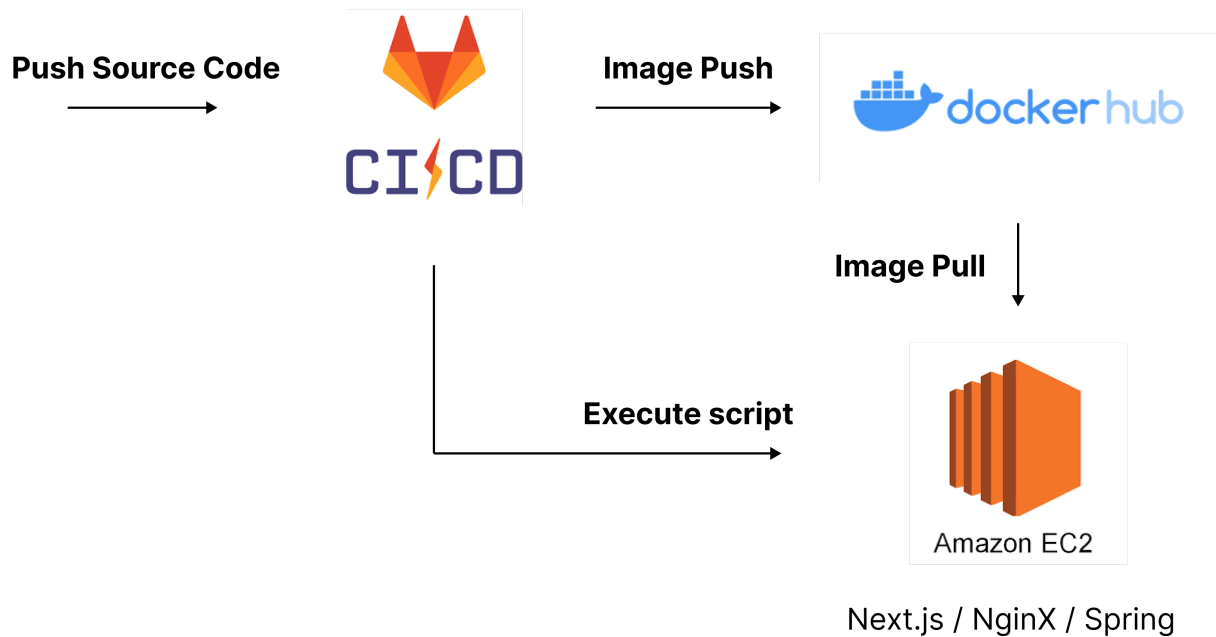 Push Source Code
CI CD
Image Push
docker hub
Image Pull
Execute script
Amazon EC2
Next.js / NginX / Spring